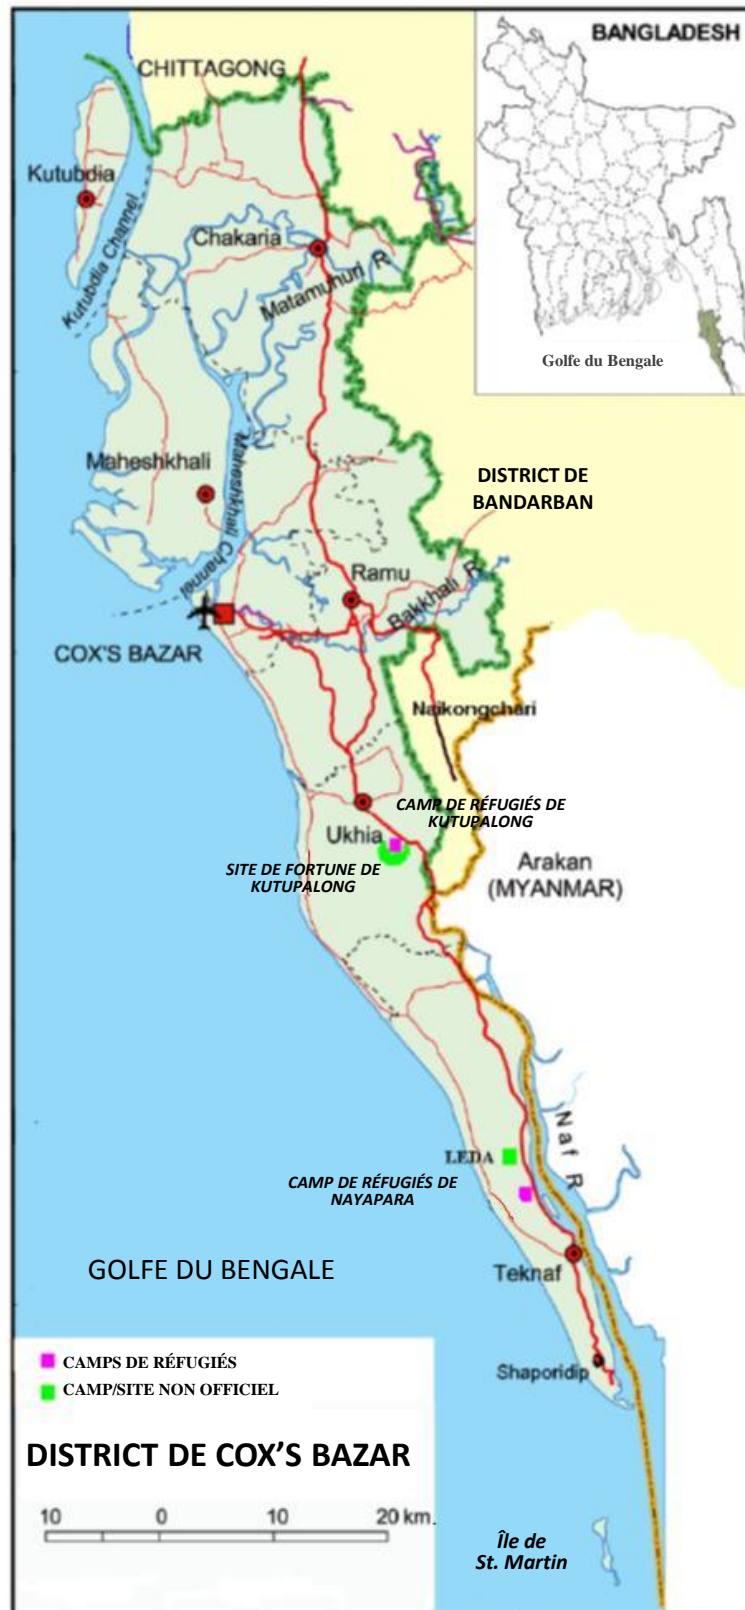 BANGLADESH
CHITTAGONG
Kutubdia
Kutubdia Channel
Chakaria
Matamuhuri R.
Golfe du Bengale
Maheshkhali
Maheshkhali Channel
DISTRICT DE
BANDARBAN
Ramu
Bakkhali R.
COX'S BAZAR
Naikongchari
CAMP DE RÉFUGIÉS DE
KUTUPALONG
Ukhia
SITE DE FORTUNE DE
KUTUPALONG
Arakan
(MYANMAR)
Naf R
LEDA
CAMP DE RÉFUGIÉS DE
NAYAPARA
GOLFE DU BENGALE
Teknaf
Shaporidip
CAMPS DE RÉFUGIÉS
CAMP/SITE NON OFFICIEL
DISTRICT DE COX'S BAZAR
10 0 10 20 km.
Île de
St. Martin